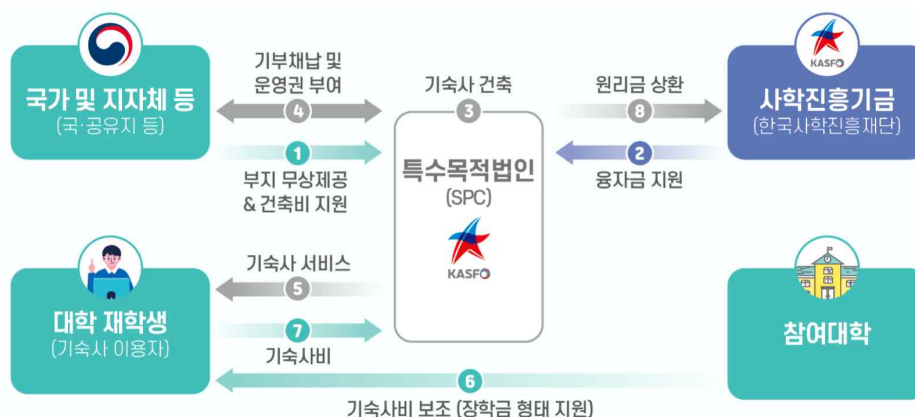 국가 및 지자체 등
(국·공유지 등)
기부채납 및
운영권 부여
4
1
부지 무상제공
& 건축비 지원
기숙사 건축
3
특수목적법인
(SPC)
KASFO
원리금 상환
8
2
융자금 지원
KASFO
사학진흥기금
(한국사학진흥재단)
대학 재학생
(기숙사 이용자)
기숙사 서비스
5
7
기숙사비
참여대학
6
기숙사비 보조 (장학금 형태 지원)